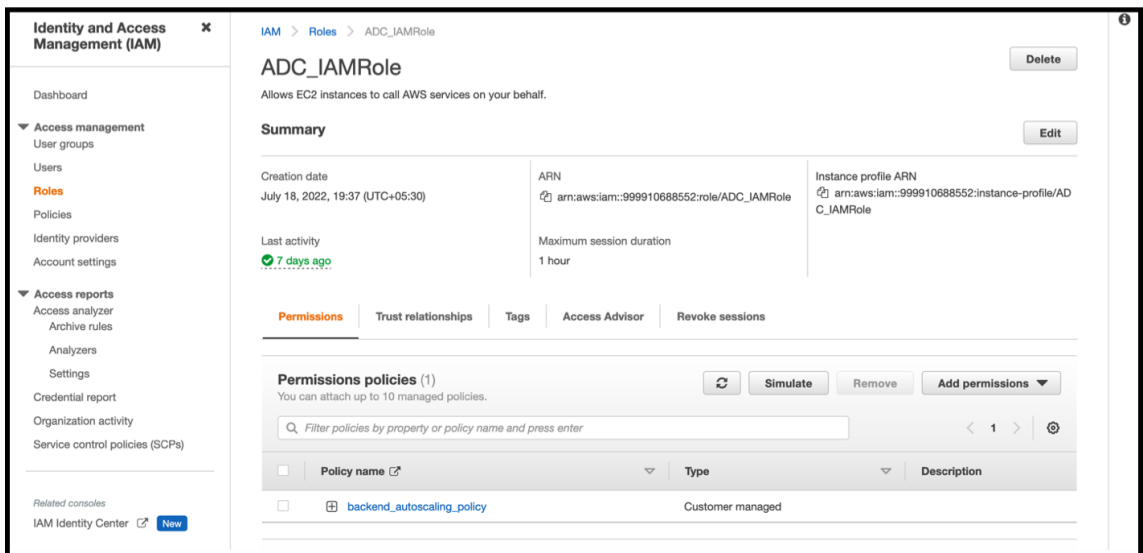 Identity and Access
Management (IAM)
Dashboard
Access management
User groups
Users
Roles
Policies
Identity providers
Account settings
Access reports
Access analyzer
Archive rules
Analyzers
Settings
Credential report
Organization activity
Service control policies (SCPs)
Related consoles
IAM Identity Center New
IAM > Roles > ADC_IAMRole
ADC_IAMRole
Delete
Allows EC2 instances to call AWS services on your behalf.
Summary
Edit
Creation date
July 18, 2022, 19:37 (UTC+05:30)
ARN
arn:aws:iam::999910688552:role/ADC_IAMRole
Instance profile ARN
arn:aws:iam::999910688552:instance-profile/AD
C_IAMRole
Last activity
7 days ago
Maximum session duration
1 hour
Permissions Trust relationships Tags Access Advisor Revoke sessions
Permissions policies (1)
You can attach up to 10 managed policies.
Simulate Remove Add permissions
Filter policies by property or policy name and press enter
< 1 >
Policy name Type Description
backend_autoscaling_policy Customer managed